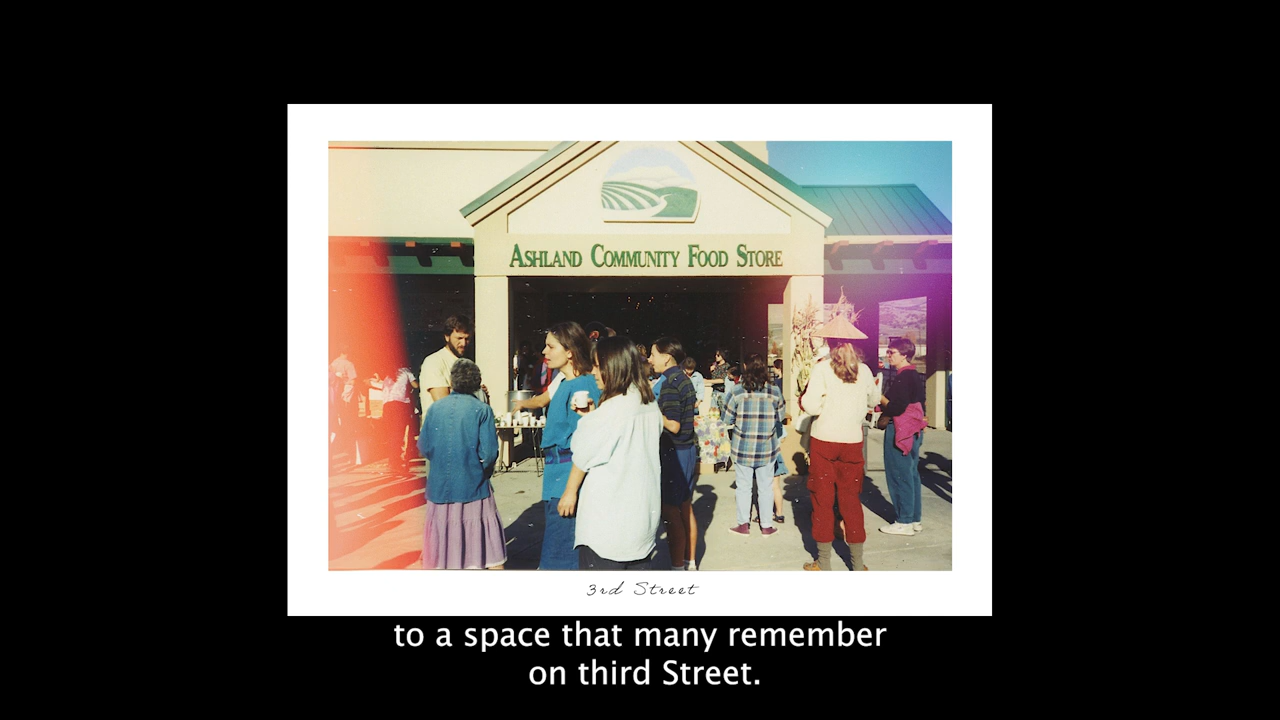 ASHLAND COMMUNITY FOOD STORE
3rd Street
to a space that many remember
on third Street.